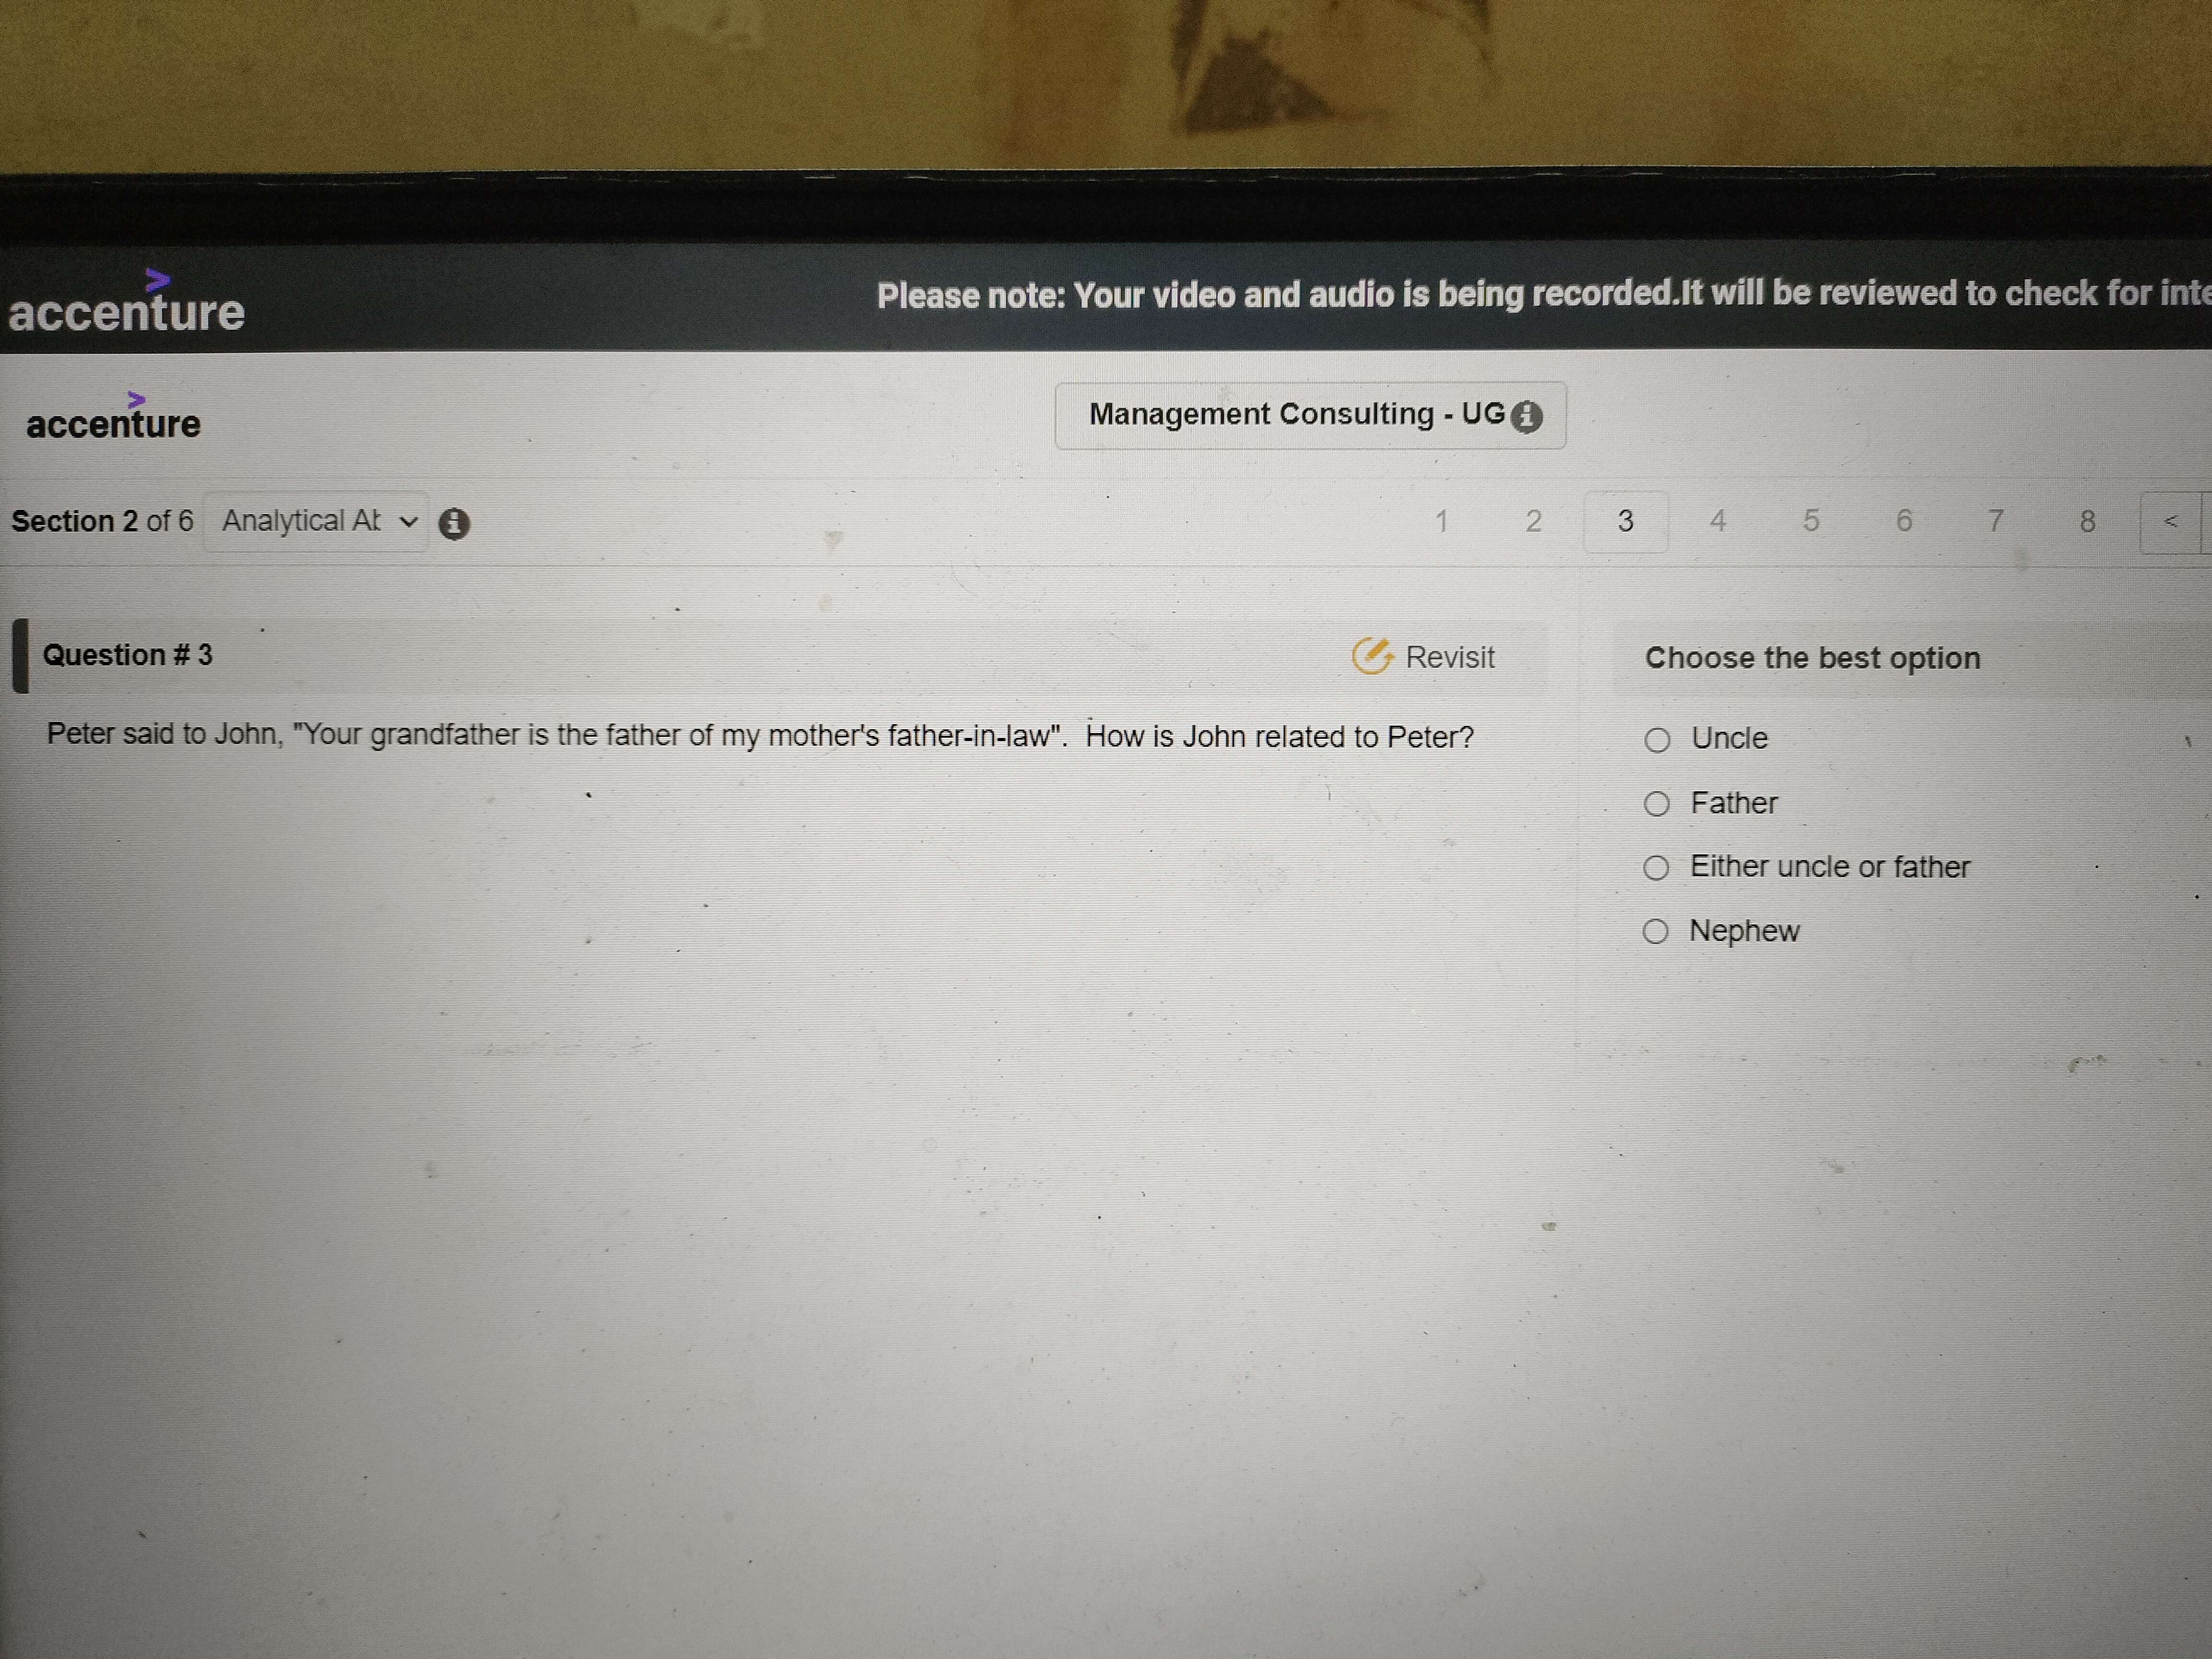 accenture
Please note: Your video and audio is being recorded.It will be reviewed to check for inte
accenture
Management Consulting - UG
Section 2 of 6
Analytical Ab
1 2 3 4 5 6 7 8 <
Question # 3
Revisit
Choose the best option
Peter said to John, "Your grandfather is the father of my mother's father-in-law". How is John related to Peter?
Uncle
Father
Either uncle or father
Nephew